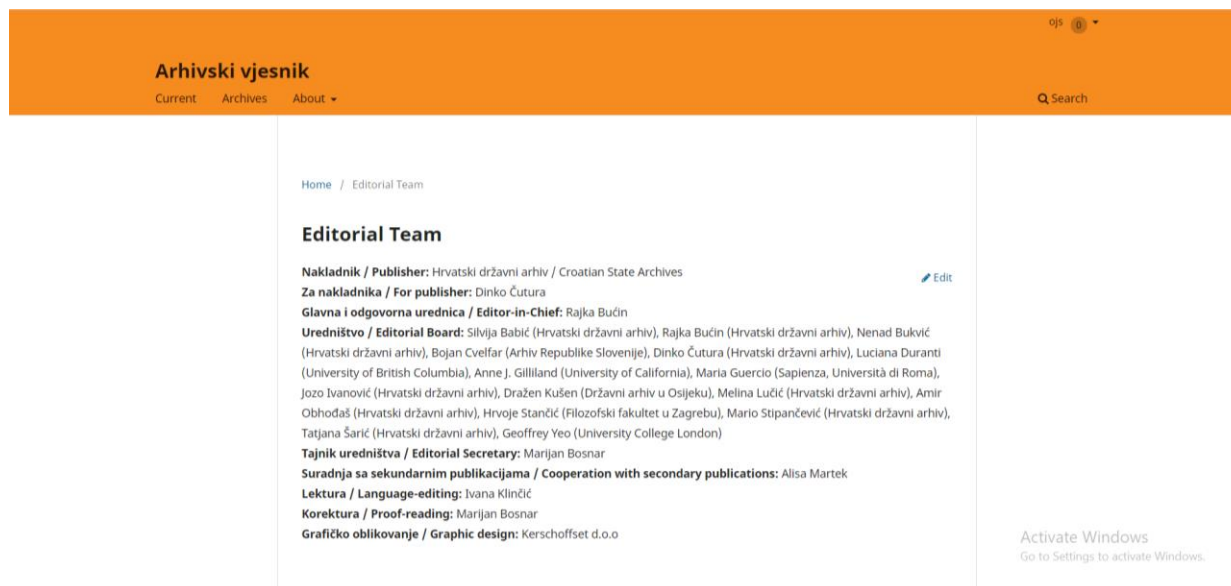 ojs 0
Arhivski vjesnik
Current Archives About
Search
Home / Editorial Team
Editorial Team
Nakladnik / Publisher: Hrvatski državni arhiv / Croatian State Archives
Edit
Za nakladnika / For publisher: Dinko Čutura
Glavna i odgovorna urednica / Editor-in-Chief: Rajka Bućin
Uredništvo / Editorial Board: Silvija Babić (Hrvatski državni arhiv), Rajka Bućin (Hrvatski državni arhiv), Nenad Bukvić
(Hrvatski državni arhiv), Bojan Cvelfar (Arhiv Republike Slovenije), Dinko Čutura (Hrvatski državni arhiv), Luciana Duranti
(University of British Columbia), Anne J. Gilliland (University of California), Maria Guercio (Sapienza, Università di Roma),
Jozo Ivanović (Hrvatski državni arhiv), Dražen Kušen (Državni arhiv u Osijeku), Melina Lučić (Hrvatski državni arhiv), Amir
Obhođaš (Hrvatski državni arhiv), Hrvoje Stančić (Filozofski fakultet u Zagrebu), Mario Stipančević (Hrvatski državni arhiv),
Tatjana Šarić (Hrvatski državni arhiv), Geoffrey Yeo (University College London)
Tajnik uredništva / Editorial Secretary: Marijan Bosnar
Suradnja sa sekundarnim publikacijama / Cooperation with secondary publications: Alisa Martek
Lektura / Language-editing: Ivana Klinčić
Korektura / Proof-reading: Marijan Bosnar
Grafičko oblikovanje / Graphic design: Kerschoffset d.o.o
Activate Windows
Go to Settings to activate Windows.